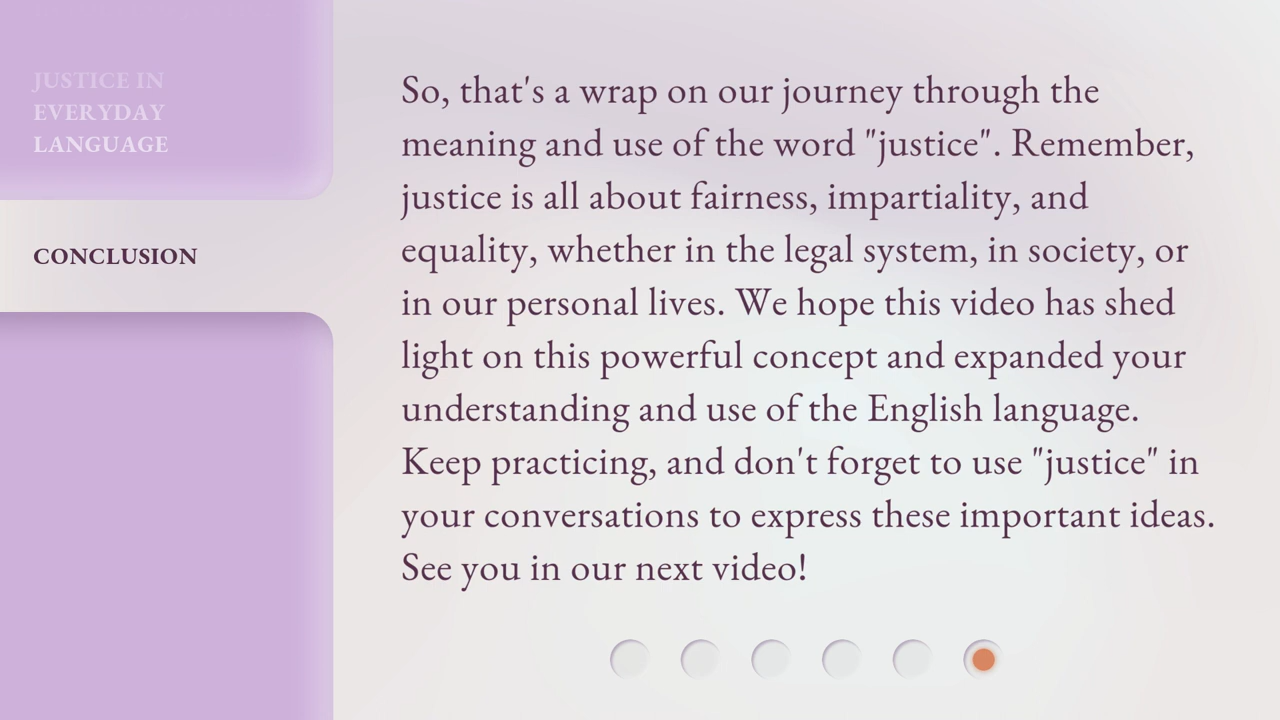 JUSTICE IN
EVERYDAY
LANGUAGE
CONCLUSION
So, that's a wrap on our journey through the
meaning and use of the word "justice". Remember,
justice is all about fairness, impartiality, and
equality, whether in the legal system, in society, or
in our personal lives. We hope this video has shed
light on this powerful concept and expanded your
understanding and use of the English language.
Keep practicing, and don't forget to use "justice" in
your conversations to express these important ideas.
See you in our next video!